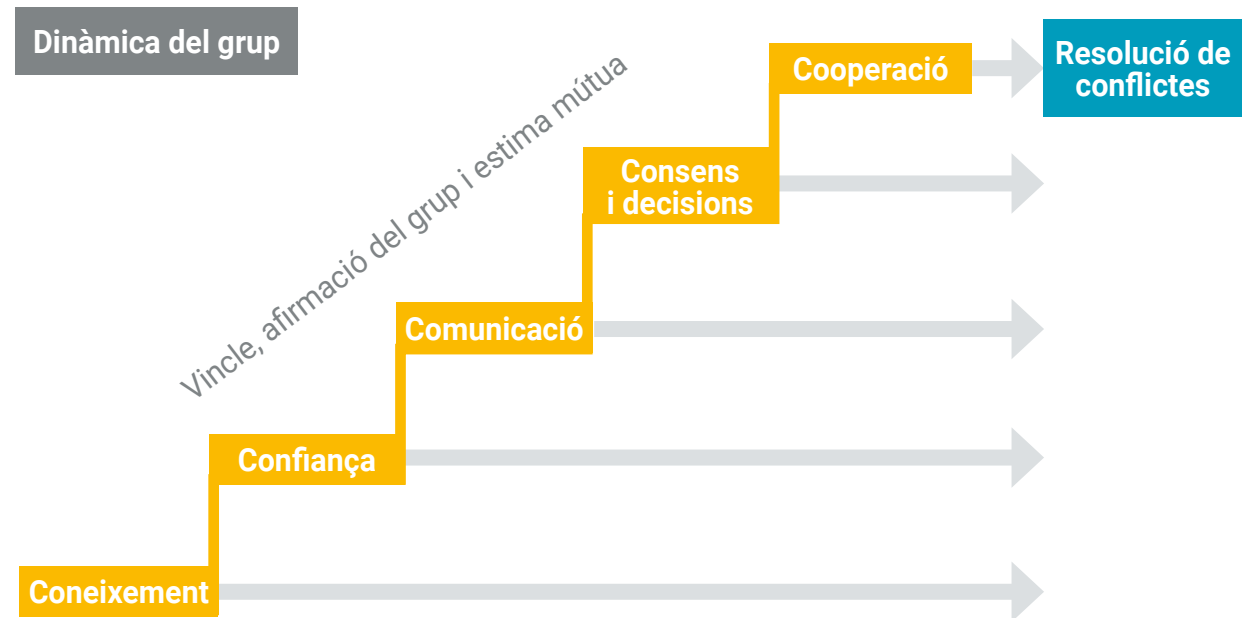 Dinàmica del grup
Vincle, afirmació del grup i estima mútua
Cooperació
Resolució de
conflictes
Consens
i decisions
Comunicació
Confiança
Coneixement